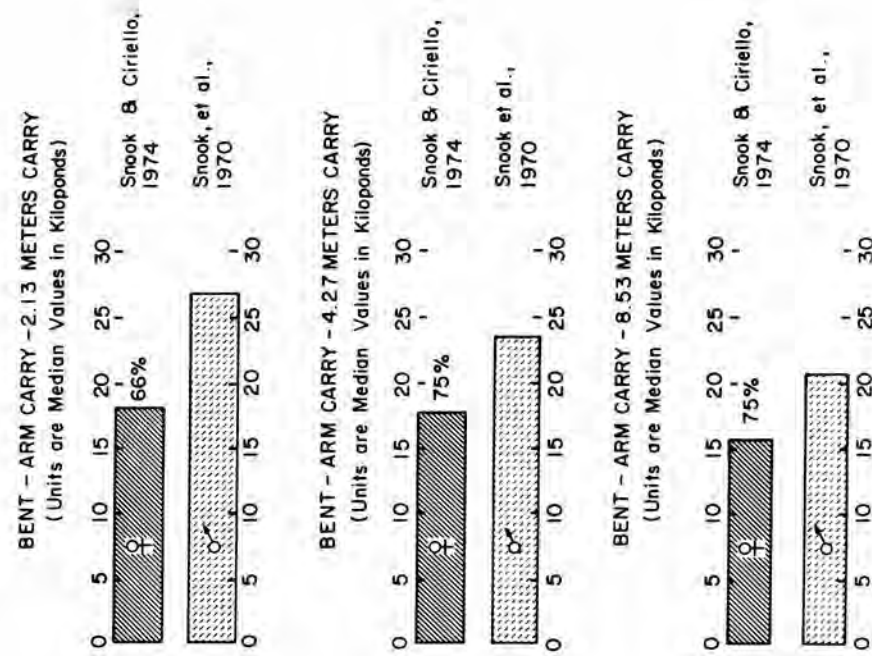 BENT - ARM CARRY - 2.13 METERS CARRY
(Units are Median Values in Kiloponds)
0 5 10 15 20 25 30
♀ 66%
Snook & Ciriello,
1974
♂
Snook, et al.,
1970
0 5 10 15 20 25 30
BENT - ARM CARRY - 4.27 METERS CARRY
(Units are Median Values in Kiloponds)
0 5 10 15 20 25 30
♀ 75%
Snook & Ciriello,
1974
♂
Snook et al.,
1970
0 5 10 15 20 25 30
BENT - ARM CARRY - 8.53 METERS CARRY
(Units are Median Values in Kiloponds)
0 5 10 15 20 25 30
♀ 75%
Snook & Ciriello,
1974
♂
Snook, et al.,
1970
0 5 10 15 20 25 30